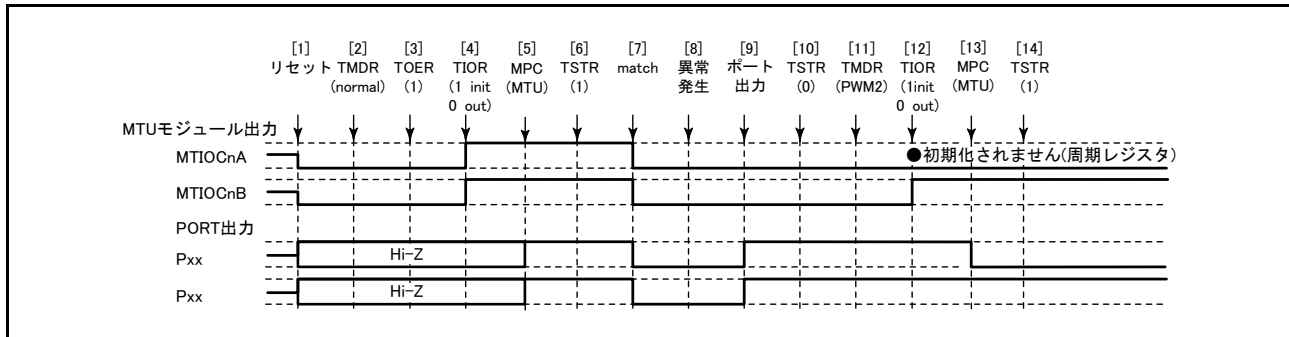 [1] [2] [3] [4] [5] [6] [7] [8] [9] [10] [11] [12] [13] [14]
リセット TMDR TOER TIOR MPC TSTR match 異常 ポート TSTR TMDR TIOR MPC TSTR
(normal) (1) (1 init (MTU) (1) 発生 出力 (0) (PWM2) (1init (MTU) (1)
0 out) 0 out)
MTUモジュール出力
MTIOCnA ●初期化されません(周期レジスタ)
MTIOCnB
PORT出力
Pxx Hi-Z
Pxx Hi-Z